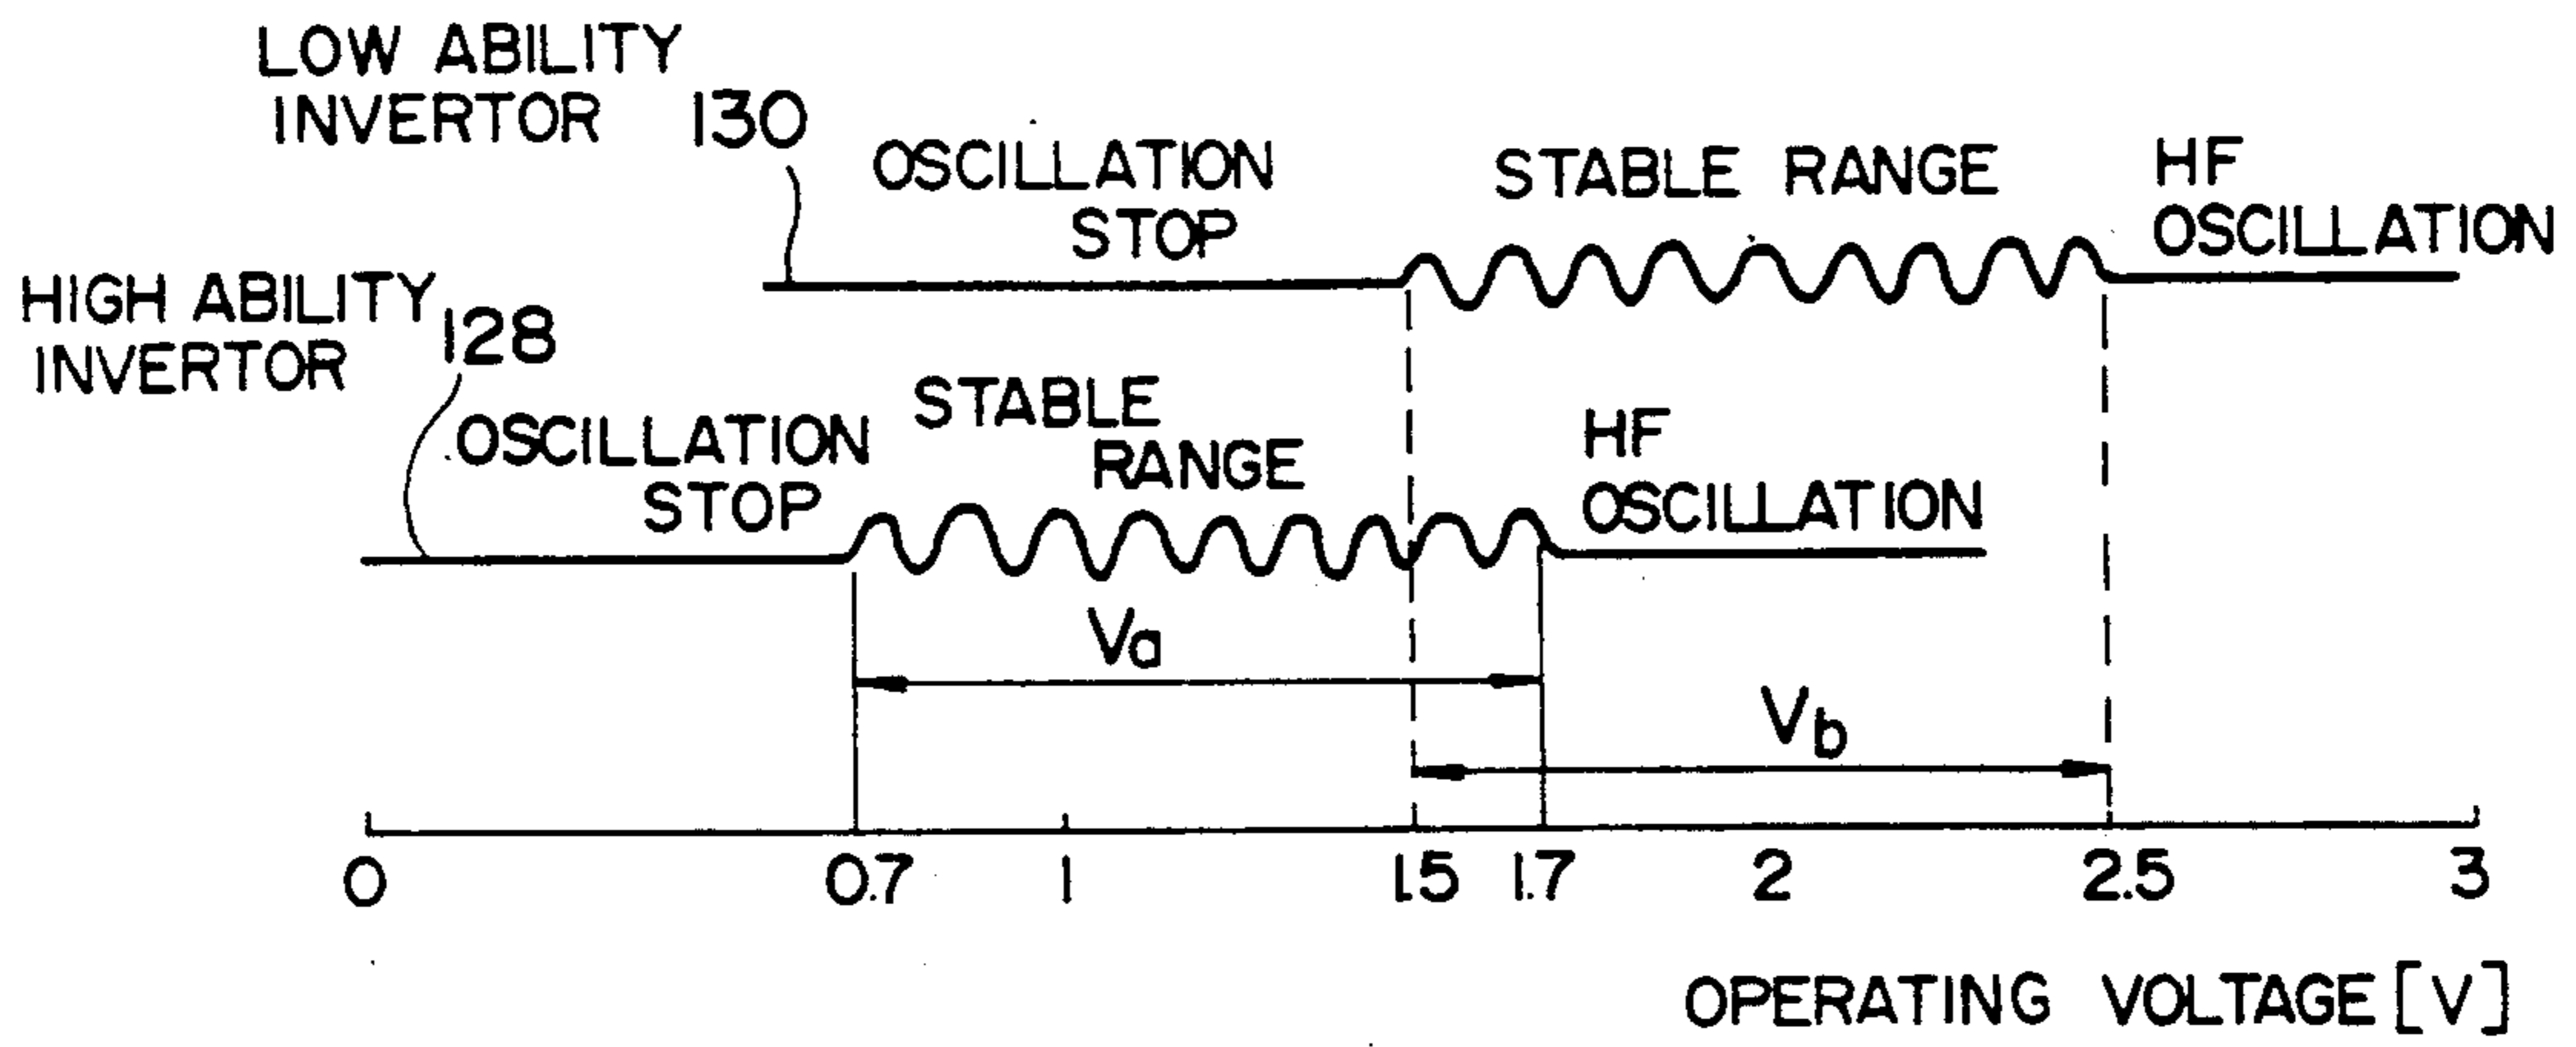 LOW ABILITY
INVERTOR
130
OSCILLATION
STOP
STABLE RANGE
HF
OSCILLATION
HIGH ABILITY
INVERTOR
128
OSCILLATION
STOP
STABLE
RANGE
HF
OSCILLATION
Va
Vb
0 0.7 1 1.5 1.7 2 2.5 3
OPERATING VOLTAGE [V]